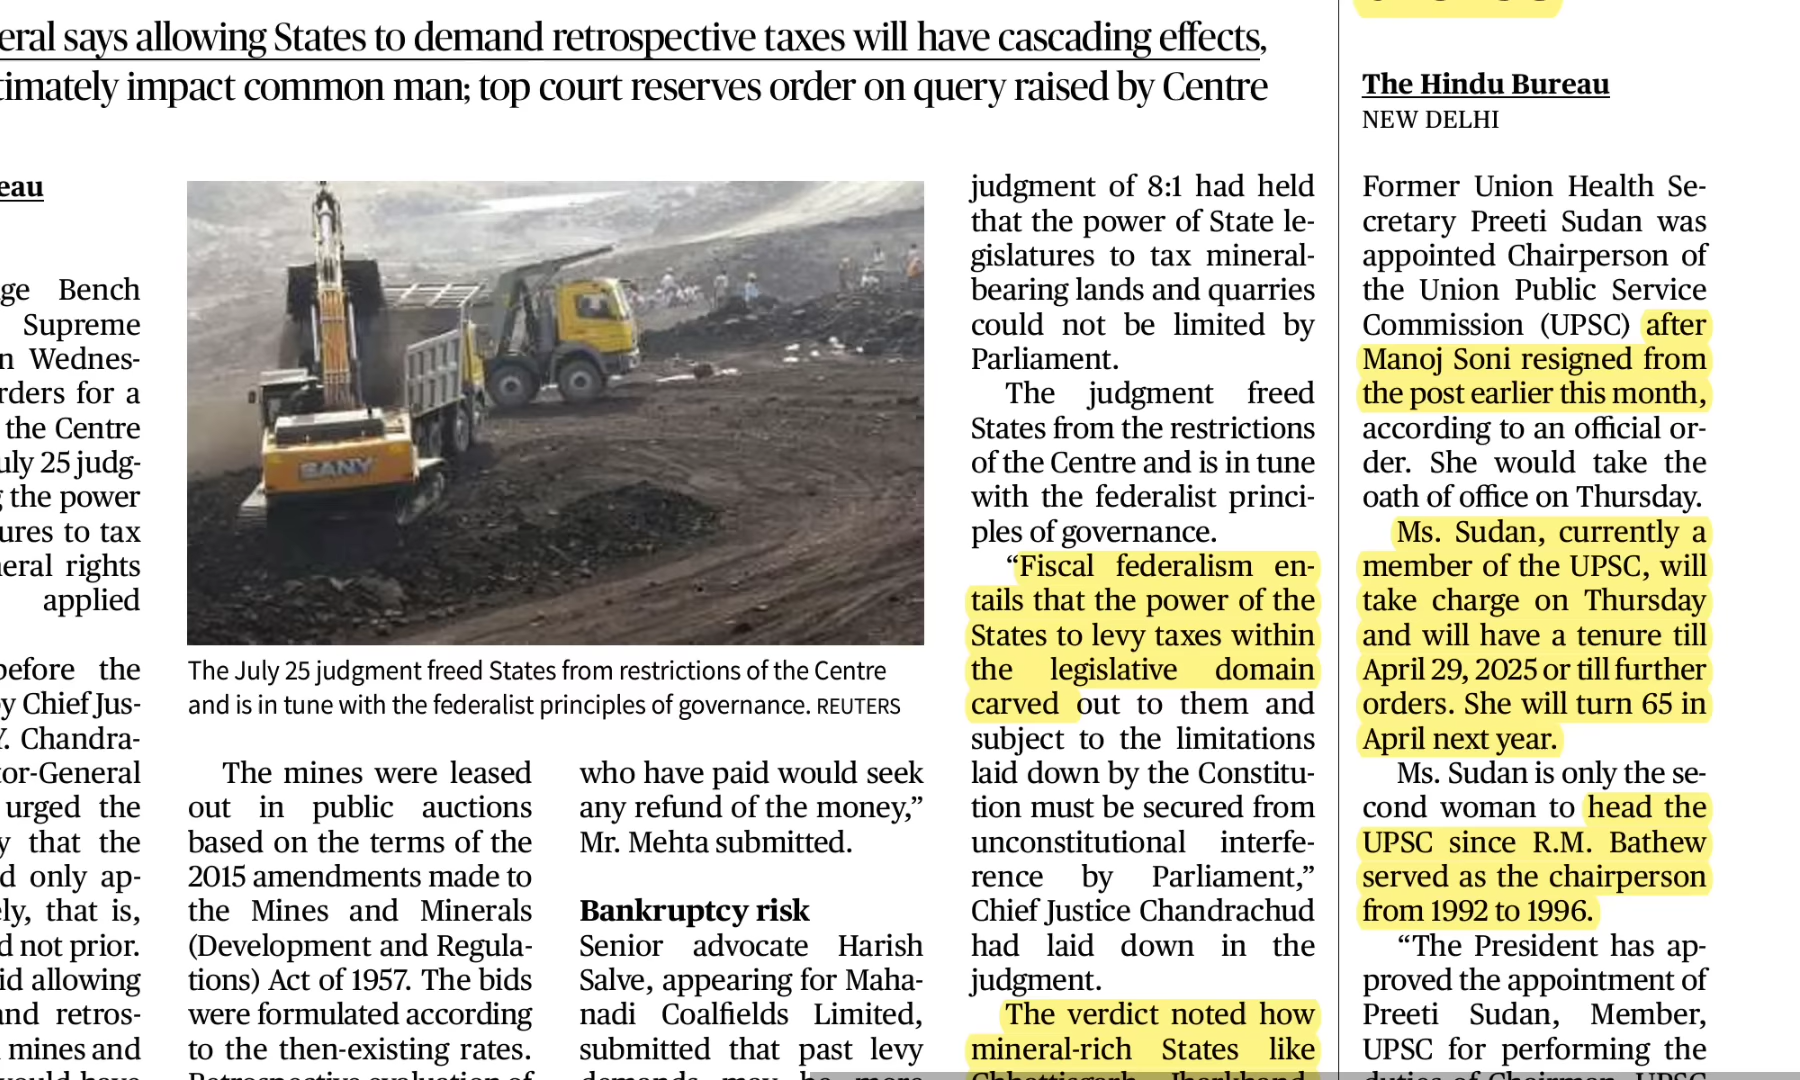 eral says allowing States to demand retrospective taxes will have cascading effects,
timately impact common man; top court reserves order on query raised by Centre
eau
ge Bench
Supreme
n Wednes-
rders for a
the Centre
uly 25 judg-
g the power
ures to tax
neral rights
applied
before the
y Chief Jus-
Y. Chandra-
tor-General
urged the
y that the
d only ap-
ely, that is,
d not prior.
id allowing
and retros-
mines and
would have
SANY
The July 25 judgment freed States from restrictions of the Centre
and is in tune with the federalist principles of governance. REUTERS
The mines were leased
out in public auctions
based on the terms of the
2015 amendments made to
the Mines and Minerals
(Development and Regula-
tions) Act of 1957. The bids
were formulated according
to the then-existing rates.
Retrospective evaluation of
who have paid would seek
any refund of the money,”
Mr. Mehta submitted.
Bankruptcy risk
Senior advocate Harish
Salve, appearing for Maha-
nadi Coalfields Limited,
submitted that past levy
demands may be more
judgment of 8:1 had held
that the power of State le-
gislatures to tax mineral-
bearing lands and quarries
could not be limited by
Parliament.
The judgment freed
States from the restrictions
of the Centre and is in tune
with the federalist princi-
ples of governance.
“Fiscal federalism en-
tails that the power of the
States to levy taxes within
the legislative domain
carved out to them and
subject to the limitations
laid down by the Constitu-
tion must be secured from
unconstitutional interfe-
rence by Parliament,”
Chief Justice Chandrachud
had laid down in the
judgment.
The verdict noted how
mineral-rich States like
Chhattisgarh, Jharkhand,
The Hindu Bureau
NEW DELHI
Former Union Health Se-
cretary Preeti Sudan was
appointed Chairperson of
the Union Public Service
Commission (UPSC) after
Manoj Soni resigned from
the post earlier this month,
according to an official or-
der. She would take the
oath of office on Thursday.
Ms. Sudan, currently a
member of the UPSC, will
take charge on Thursday
and will have a tenure till
April 29, 2025 or till further
orders. She will turn 65 in
April next year.
Ms. Sudan is only the se-
cond woman to head the
UPSC since R.M. Bathew
served as the chairperson
from 1992 to 1996.
“The President has ap-
proved the appointment of
Preeti Sudan, Member,
UPSC for performing the
duties of Chairman, UPSC